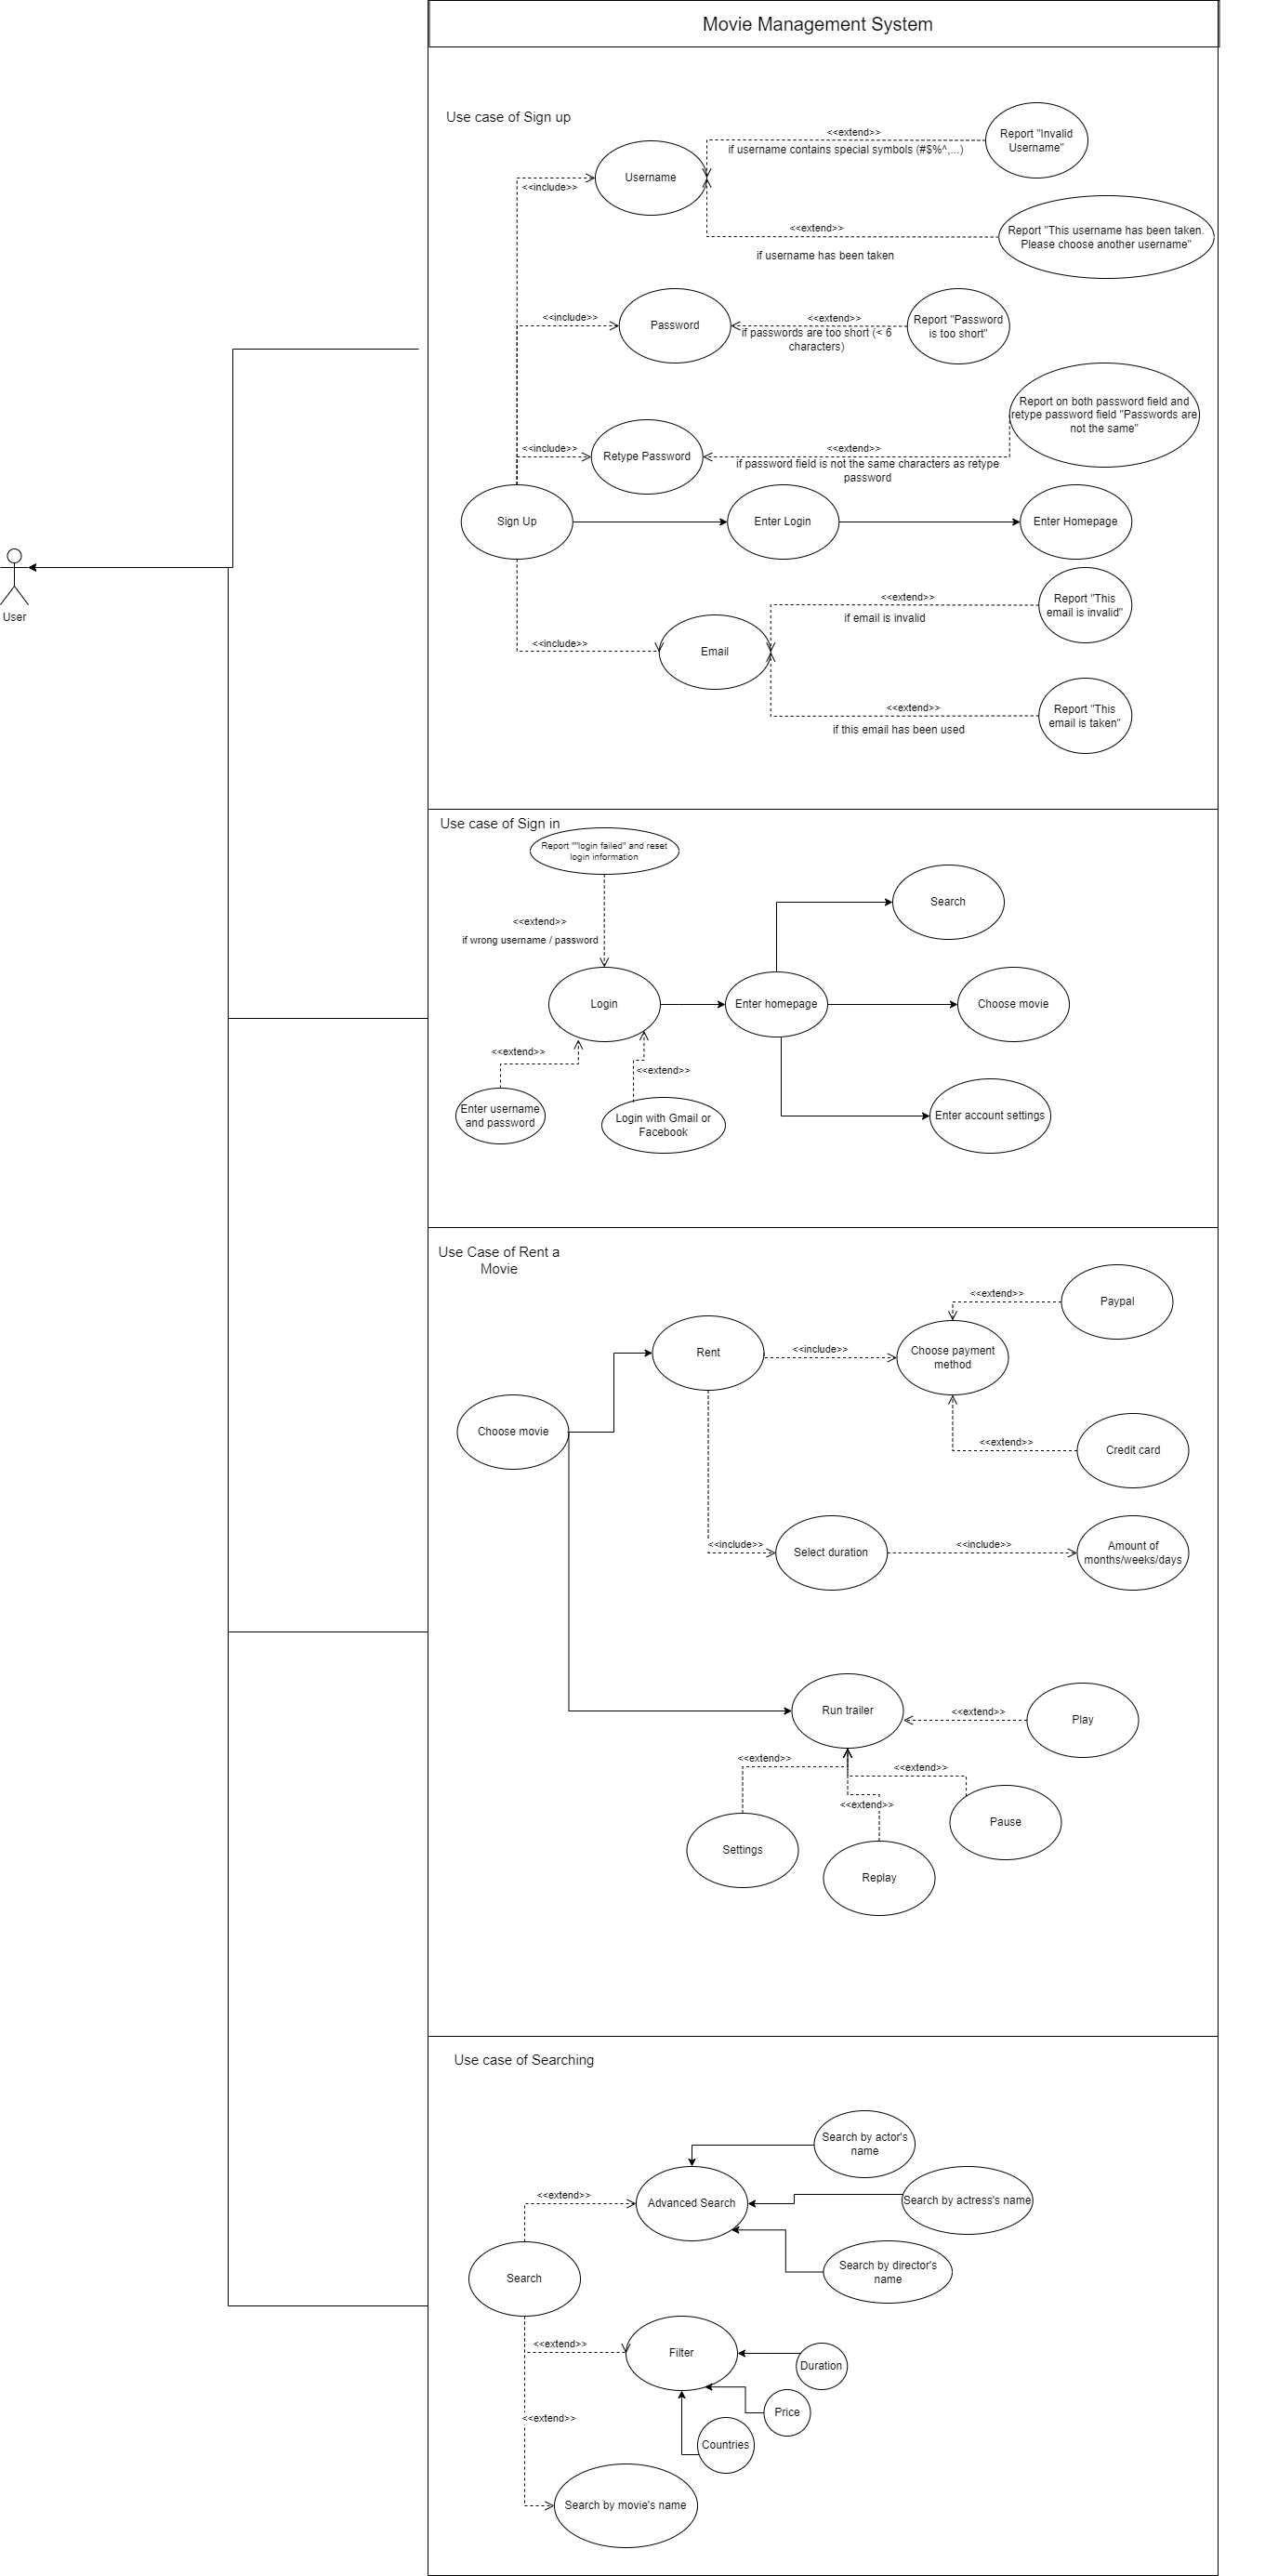 Movie Management System
Use case of Sign up
<<extend>>
Report "Invalid
Username"
if username contains special symbols (#$%^,...)
Username
<<include>>
<<extend>>
Report "This username has been taken.
Please choose another username"
if username has been taken
<<include>>
Password
<<extend>>
if passwords are too short (< 6
characters)
Report "Password
is too short"
Report on both password field and
retype password field "Passwords are
not the same"
<<include>>
Retype Password
<<extend>>
if password field is not the same characters as retype
password
Sign Up
Enter Login
Enter Homepage
User
<<extend>>
if email is invalid
Report "This
email is invalid"
<<include>>
Email
<<extend>>
if this email has been used
Report "This
email is taken"
Use case of Sign in
Report ""login failed" and reset
login information
Search
<<extend>>
if wrong username / password
Login
Enter homepage
Choose movie
<<extend>>
<<extend>>
Enter username
and password
Login with Gmail or
Facebook
Enter account settings
Use Case of Rent a
Movie
<<extend>>
Paypal
Rent
<<include>>
Choose payment
method
Choose movie
<<extend>>
Credit card
<<include>>
Select duration
<<include>>
Amount of
months/weeks/days
Run trailer
<<extend>>
Play
<<extend>>
<<extend>>
<<extend>>
Pause
Settings
Replay
Use case of Searching
Search by actor's
name
<<extend>>
Advanced Search
Search by actress's name
Search by director's
name
Search
<<extend>>
Filter
Duration
Price
<<extend>>
Countries
Search by movie's name